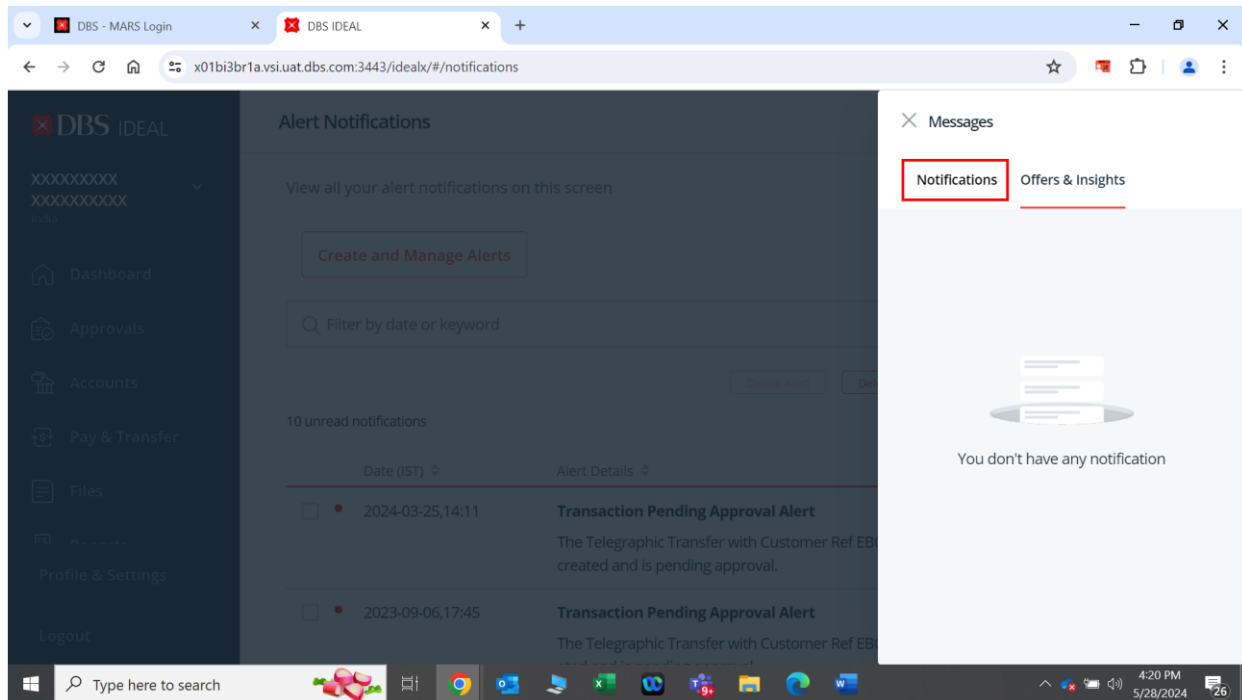 DBS - MARS Login
DBS IDEAL
x01bi3br1a.vsi.uat.dbs.com:3443/idealx/#/notifications
DBS IDEAL
XXXXXXXXX
XXXXXXXXXX
India
Dashboard
Approvals
Accounts
Pay & Transfer
Files
Profile & Settings
Logout
Alert Notifications
View all your alert notifications on this screen
Create and Manage Alerts
Filter by date or keyword
10 unread notifications
Date (IST) Alert Details
2024-03-25,14:11 Transaction Pending Approval Alert
The Telegraphic Transfer with Customer Ref EB
created and is pending approval.
2023-09-06,17:45 Transaction Pending Approval Alert
The Telegraphic Transfer with Customer Ref EB
Messages
Notifications Offers & Insights
You don't have any notification
Type here to search
9+
4:20 PM
5/28/2024
26